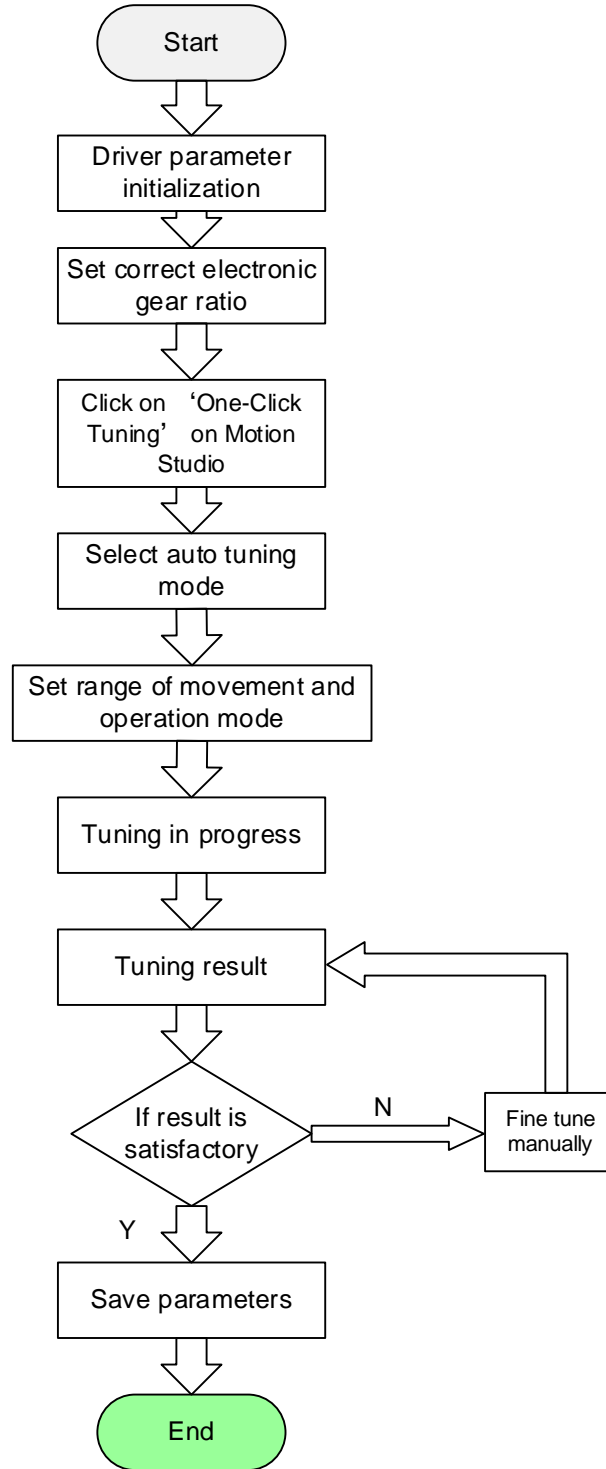 Start
Driver parameter
initialization
Set correct electronic
gear ratio
Click on ‘One-Click
Tuning’ on Motion
Studio
Select auto tuning
mode
Set range of movement and
operation mode
Tuning in progress
Tuning result
If result is
satisfactory
N
Fine tune
manually
Y
Save parameters
End